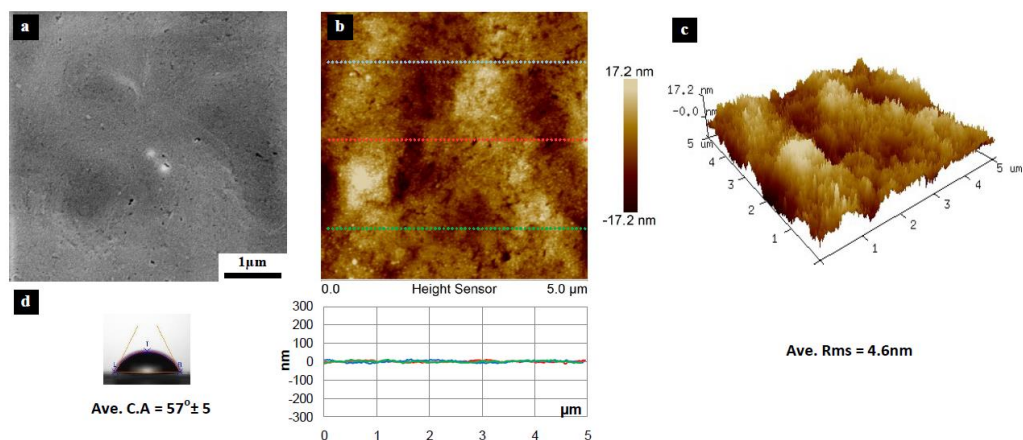 a
1µm
b
0.0 Height Sensor 5.0 µm
17.2 nm
-17.2 nm
c
17.2 nm
-0.0 nm
5 um
4
3
2
1
1
2
3
4
5 um
Ave. Rms = 4.6nm
d
Ave. C.A = 57°± 5
nm
300
200
100
0
-100
-200
-300
0 1 2 3 4 5
µm